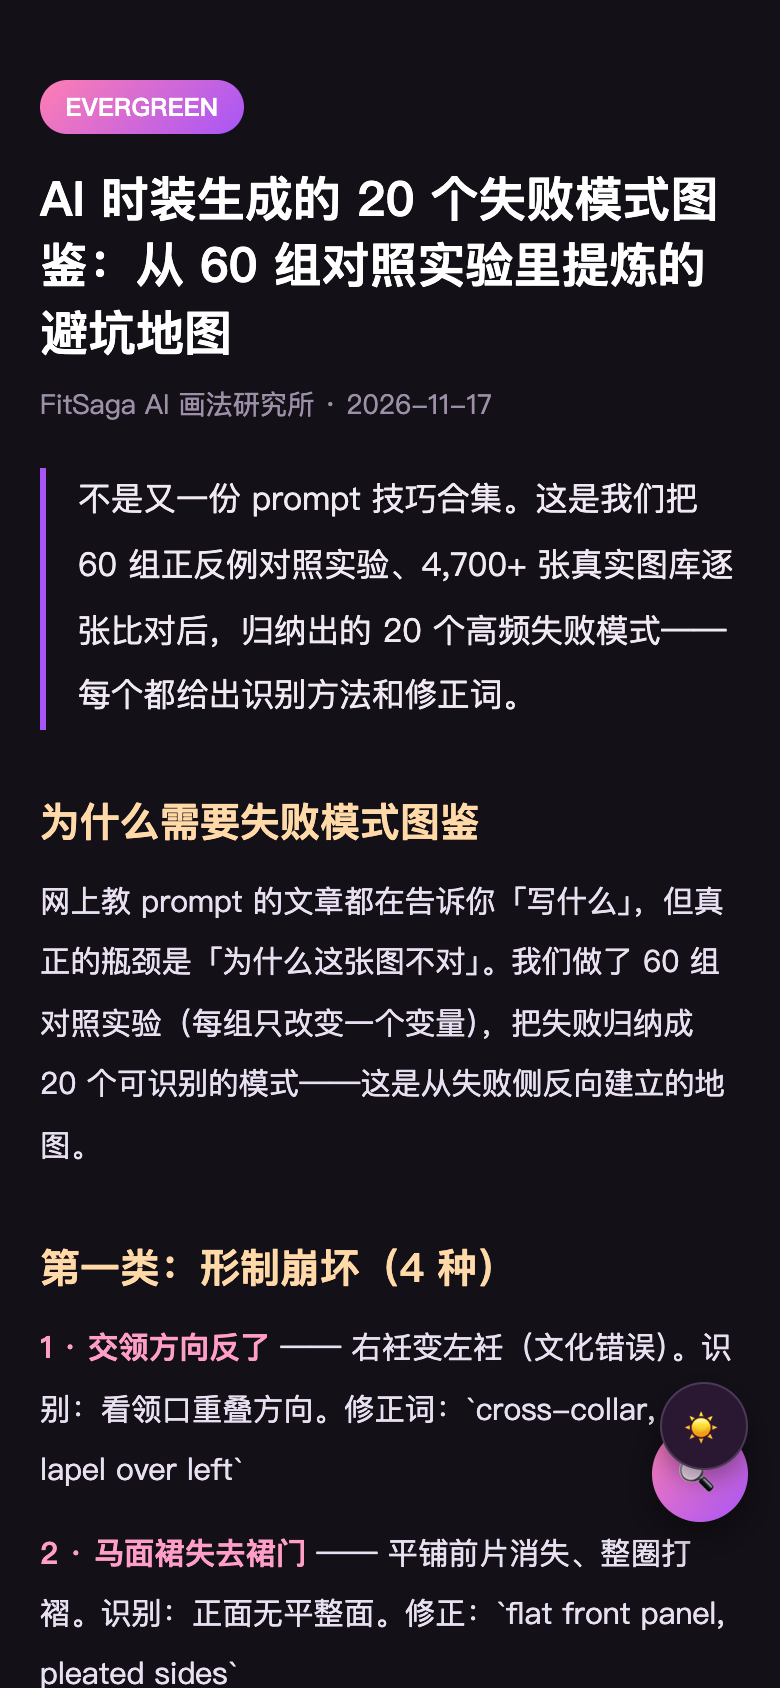 EVERGREEN
AI 时装生成的 20 个失败模式图
鉴：从 60 组对照实验里提炼的
避坑地图
FitSaga AI 画法研究所 · 2026-11-17
不是又一份 prompt 技巧合集。这是我们把
60 组正反例对照实验、4,700+ 张真实图库逐
张比对后，归纳出的 20 个高频失败模式——
每个都给出识别方法和修正词。
为什么需要失败模式图鉴
网上教 prompt 的文章都在告诉你「写什么」，但真
正的瓶颈是「为什么这张图不对」。我们做了 60 组
对照实验（每组只改变一个变量），把失败归纳成
20 个可识别的模式——这是从失败侧反向建立的地
图。
第一类：形制崩坏（4 种）
1 · 交领方向反了 —— 右衽变左衽（文化错误）。识
别：看领口重叠方向。修正词：`cross-collar,
lapel over left`
2 · 马面裙失去裙门 —— 平铺前片消失、整圈打
褶。识别：正面无平整面。修正：`flat front panel,
pleated sides`